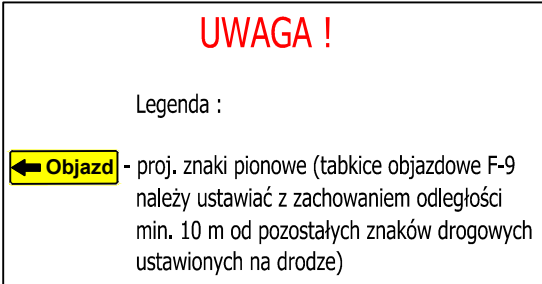 UWAGA !
Legenda :
Objazd - proj. znaki pionowe (tabkice objazdowe F-9
należy ustawiać z zachowaniem odległości
min. 10 m od pozostałych znaków drogowych
ustawionych na drodze)